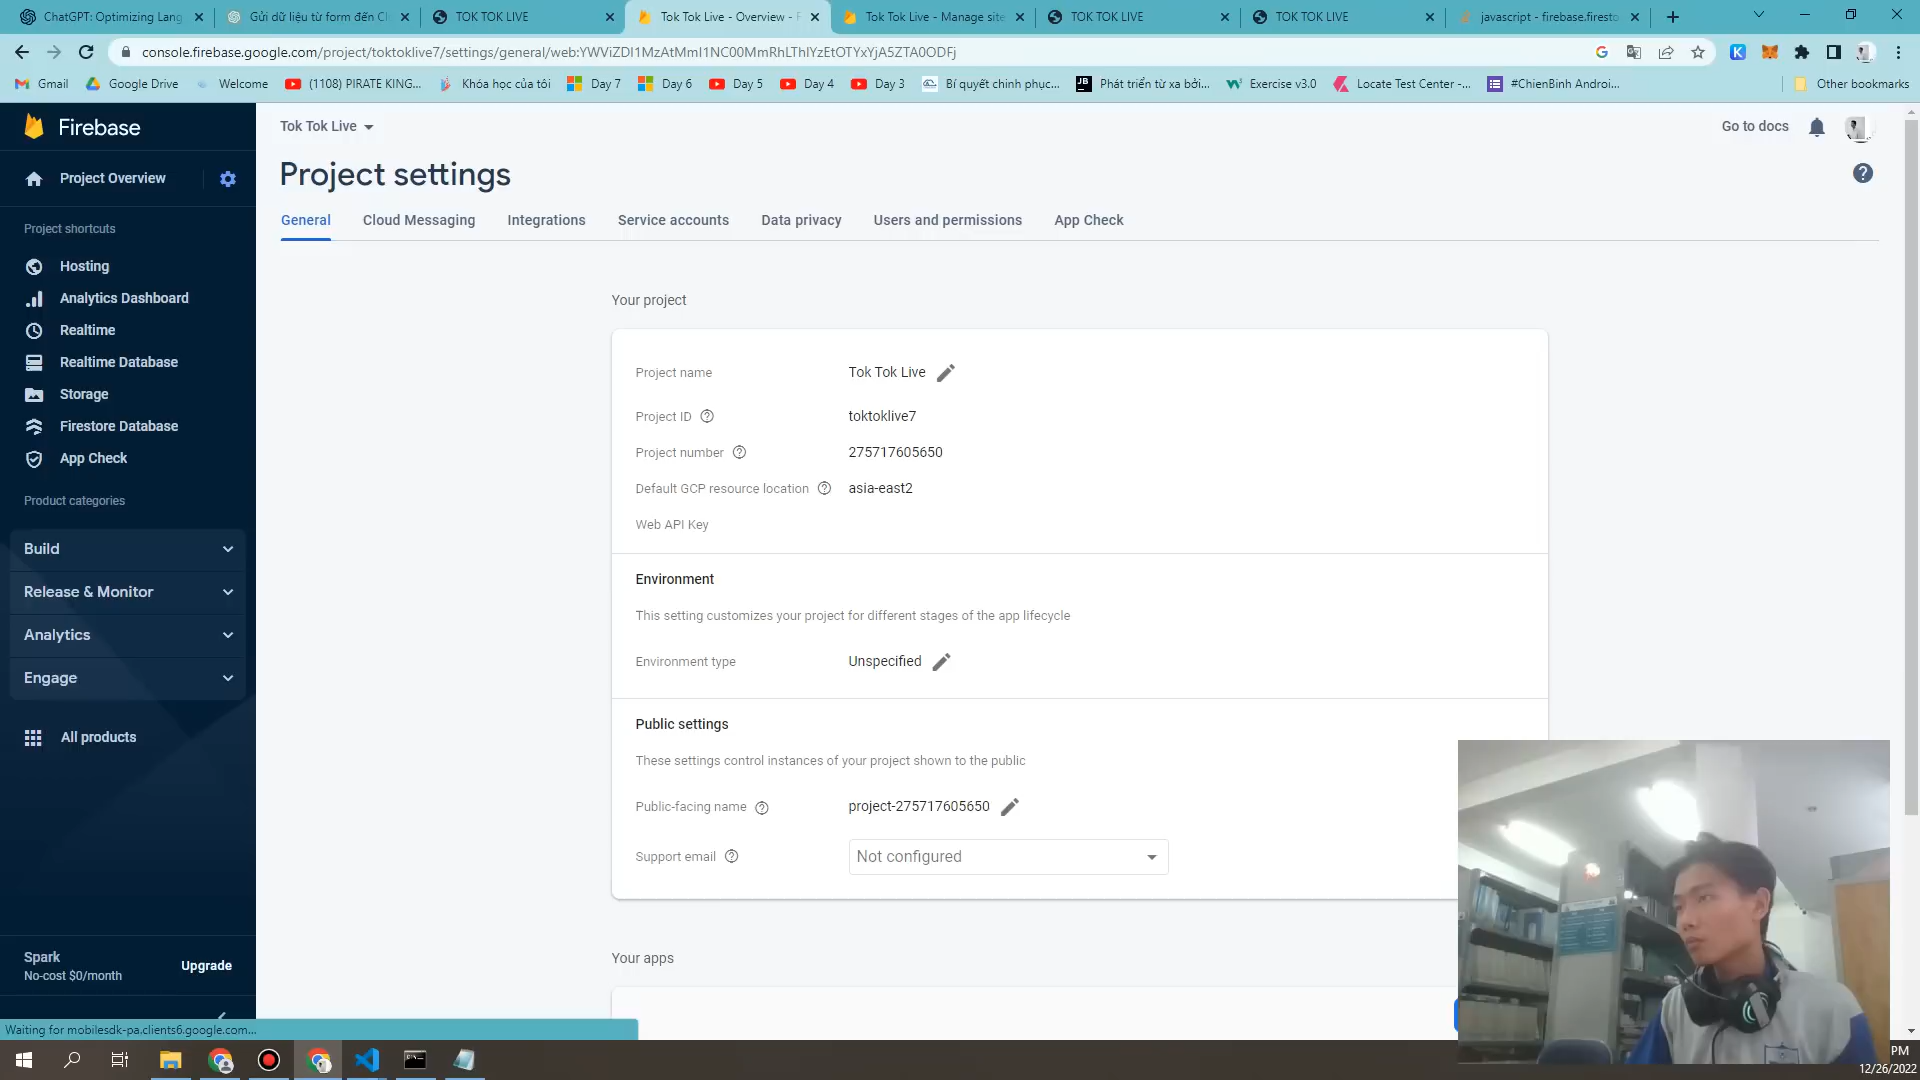 ChatGPT: Optimizing Lang
Gửi dữ liệu từ form đến Cl
TOK TOK LIVE
Tok Tok Live - Overview - F
Tok Tok Live - Manage site
TOK TOK LIVE
TOK TOK LIVE
javascript - firebase.firesto
console.firebase.google.com/project/toktoklive7/settings/general/web:YWViZDI1MzAtMmI1NC00MmRhLThlYzEtOTYxYjA5ZTA0ODFj
Gmail
Google Drive
Welcome
(1108) PIRATE KING...
Khóa học của tôi
Day 7
Day 6
Day 5
Day 4
Day 3
Bí quyết chinh phục...
Phát triển từ xa bởi...
Exercise v3.0
Locate Test Center -...
#ChienBinh Androi...
Other bookmarks
Firebase
Tok Tok Live
Go to docs
Project Overview
Project settings
General
Cloud Messaging
Integrations
Service accounts
Data privacy
Users and permissions
App Check
Project shortcuts
Hosting
Analytics Dashboard
Realtime
Realtime Database
Storage
Firestore Database
App Check
Product categories
Build
Release & Monitor
Analytics
Engage
All products
Spark
No-cost $0/month
Upgrade
Your project
Project name
Tok Tok Live
Project ID
toktoklive7
Project number
275717605650
Default GCP resource location
asia-east2
Web API Key
Environment
This setting customizes your project for different stages of the app lifecycle
Environment type
Unspecified
Public settings
These settings control instances of your project shown to the public
Public-facing name
project-275717605650
Support email
Not configured
Your apps
Waiting for mobilesdk-pa.clients6.google.com...
PM
12/26/2022